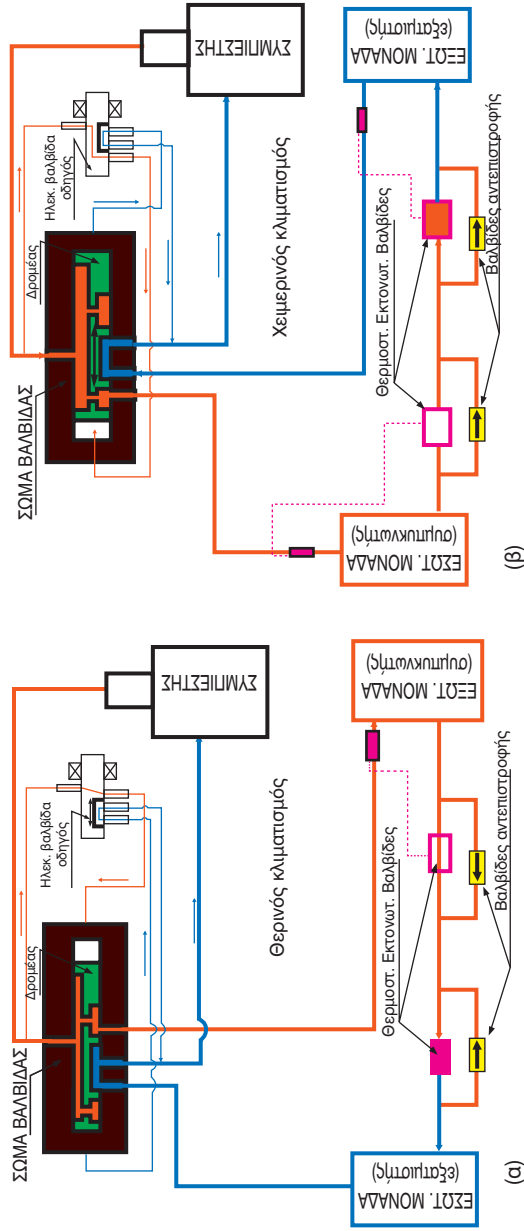 ΣΩΜΑ ΒΑΛΒΙΔΑΣ
Δρομέας
Ηλεκ. βαλβίδα
οδηγός
ΣΥΜΠΙΕΣΤΗΣ
Θερινός κλιματισμός
ΕΣΩΤ. ΜΟΝΑΔΑ
(εξατμιστής)
Θερμοστ. Εκτονωτ. Βαλβίδες
ΕΞΩΤ. ΜΟΝΑΔΑ
(συμπυκνωτής)
Βαλβίδες αντεπιστροφής
(α)
ΣΩΜΑ ΒΑΛΒΙΔΑΣ
Δρομέας
Ηλεκ. βαλβίδα
οδηγός
ΣΥΜΠΙΕΣΤΗΣ
Χειμερινός κλιματισμός
ΕΣΩΤ. ΜΟΝΑΔΑ
(συμπυκνωτής)
Θερμοστ. Εκτονωτ. Βαλβίδες
ΕΞΩΤ. ΜΟΝΑΔΑ
(εξατμιστής)
Βαλβίδες αντεπιστροφής
(β)